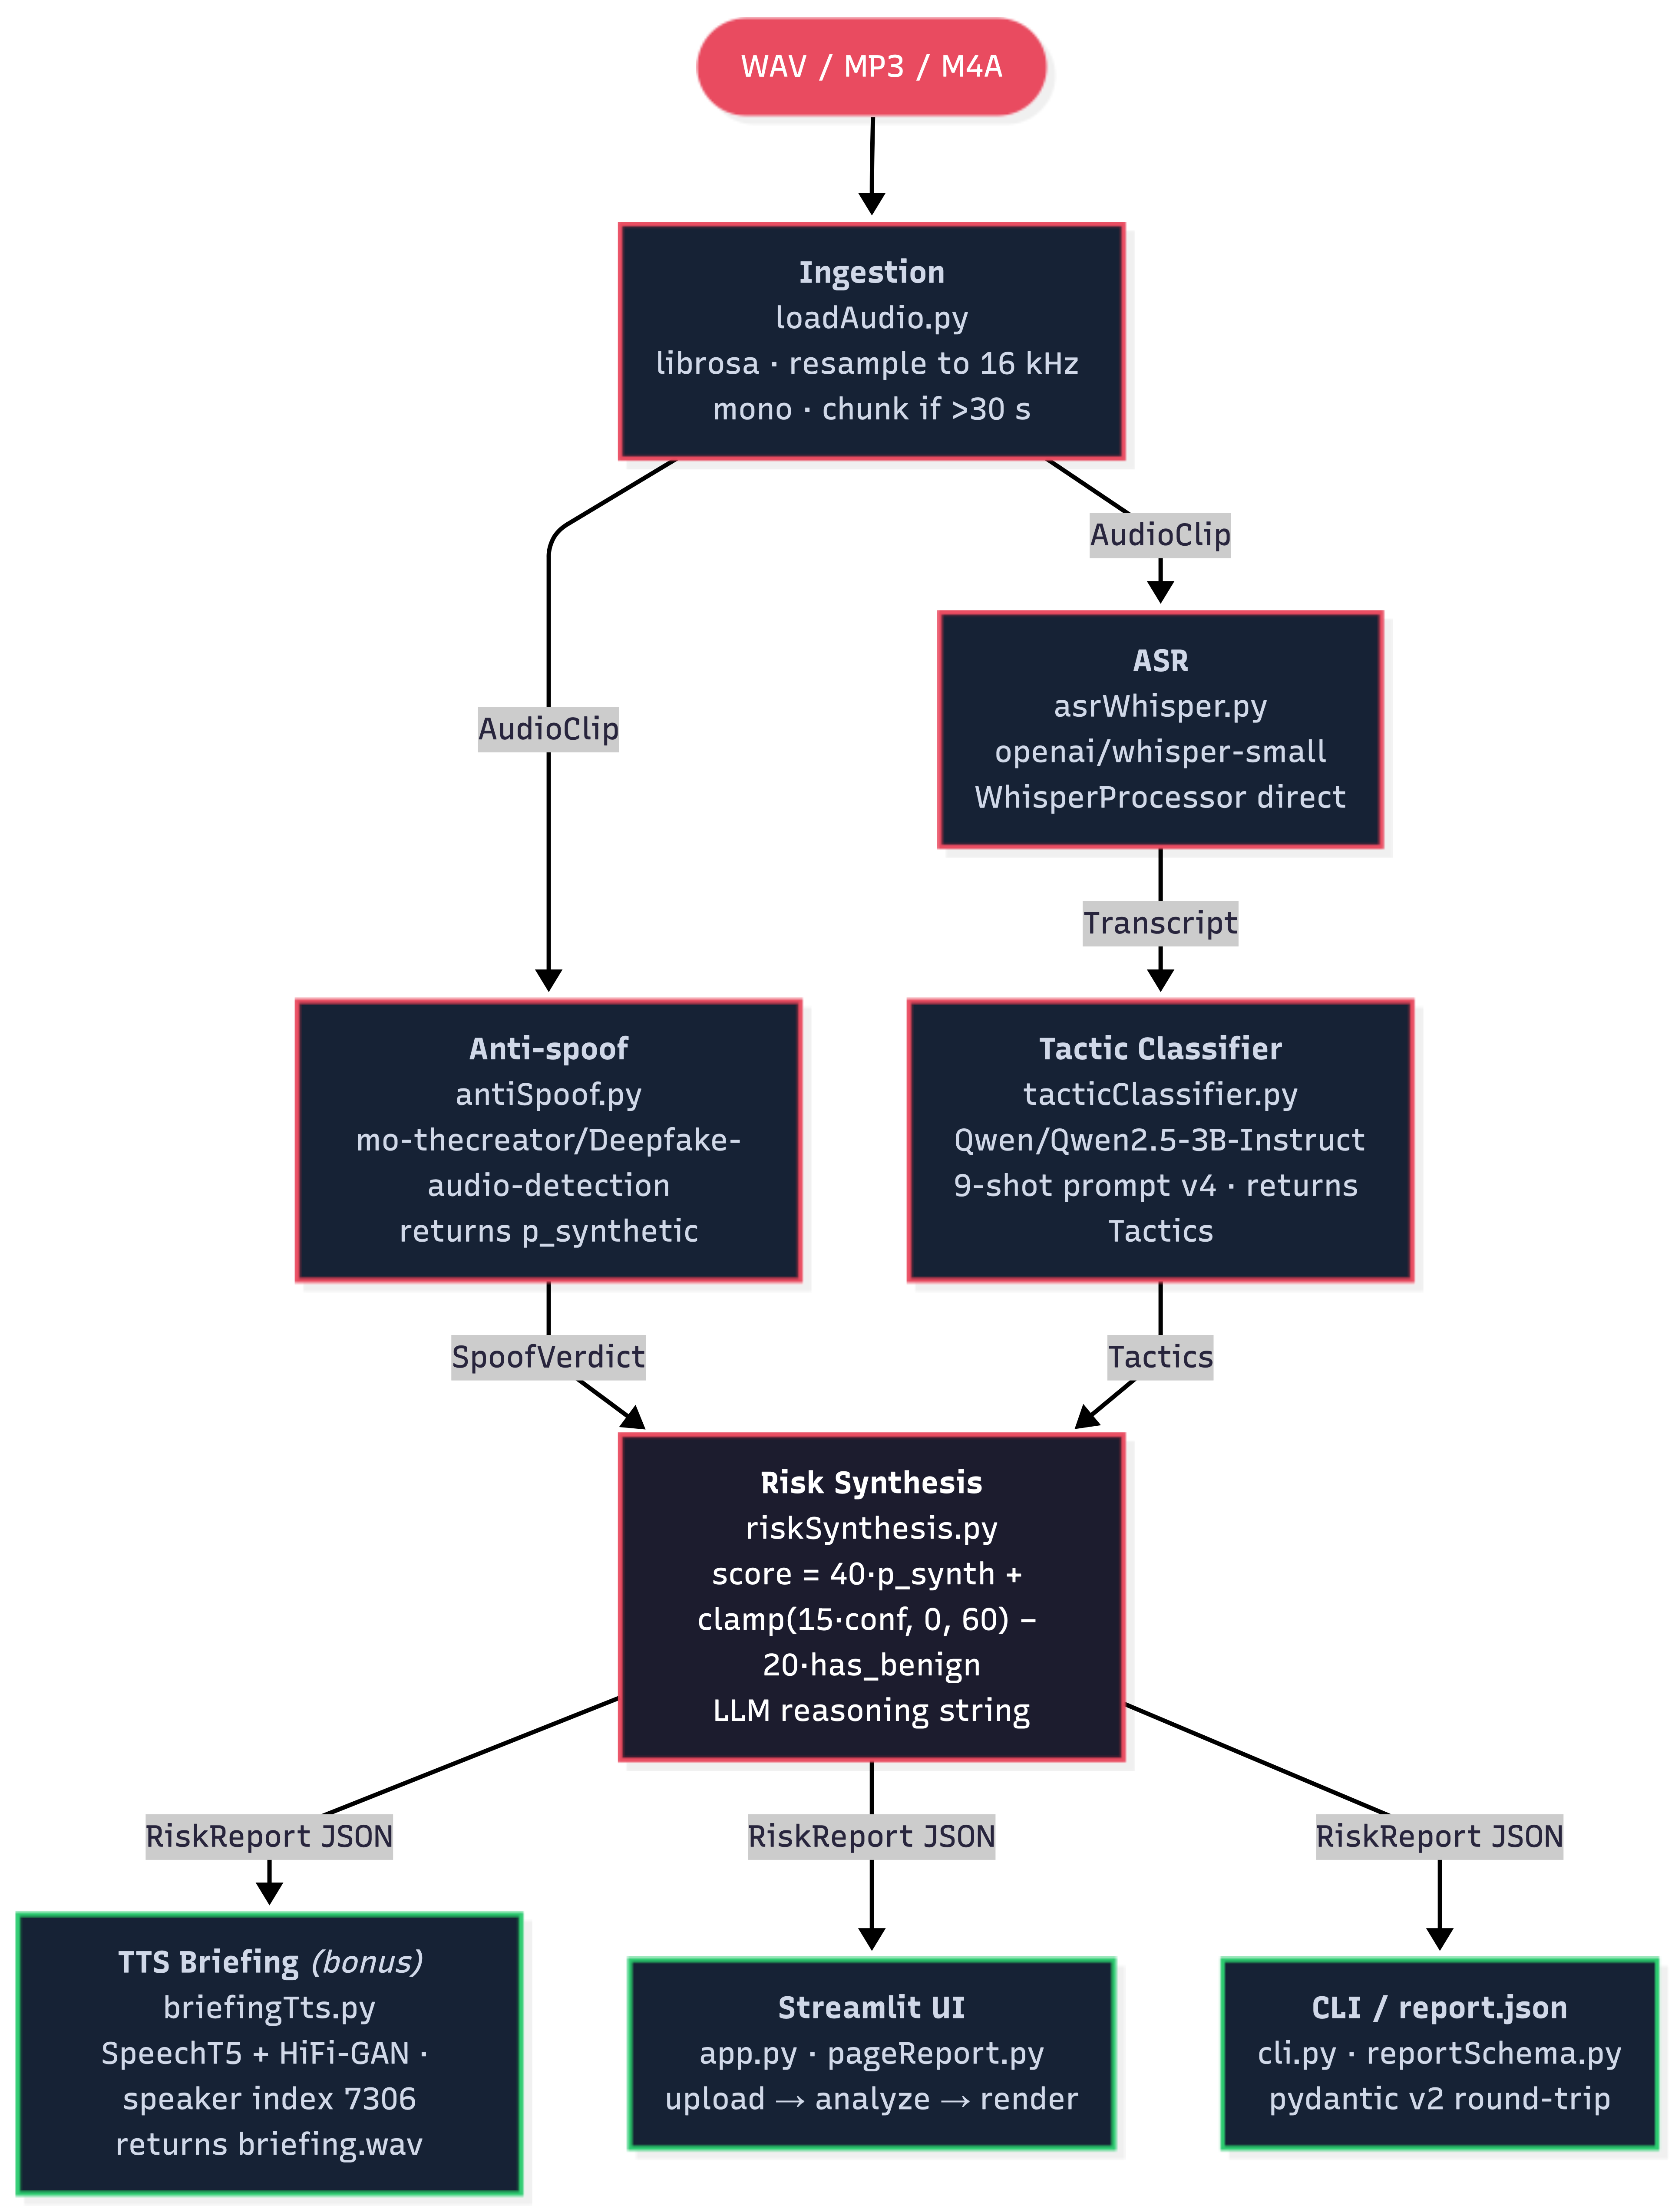 WAV / MP3 / M4A
Ingestion
loadAudio.py
librosa · resample to 16 kHz
mono · chunk if >30 s
AudioClip
ASR
asrWhisper.py
openai/whisper-small
WhisperProcessor direct
AudioClip
Transcript
Anti-spoof
antiSpoof.py
mo-thecreator/Deepfake-
audio-detection
returns p_synthetic
Tactic Classifier
tacticClassifier.py
Qwen/Qwen2.5-3B-Instruct
9-shot prompt v4 · returns
Tactics
SpoofVerdict
Tactics
Risk Synthesis
riskSynthesis.py
score = 40·p_synth +
clamp(15·conf, 0, 60) −
20·has_benign
LLM reasoning string
RiskReport JSON
RiskReport JSON
RiskReport JSON
TTS Briefing (bonus)
briefingTts.py
SpeechT5 + HiFi-GAN ·
speaker index 7306
returns briefing.wav
Streamlit UI
app.py · pageReport.py
upload → analyze → render
CLI / report.json
cli.py · reportSchema.py
pydantic v2 round-trip